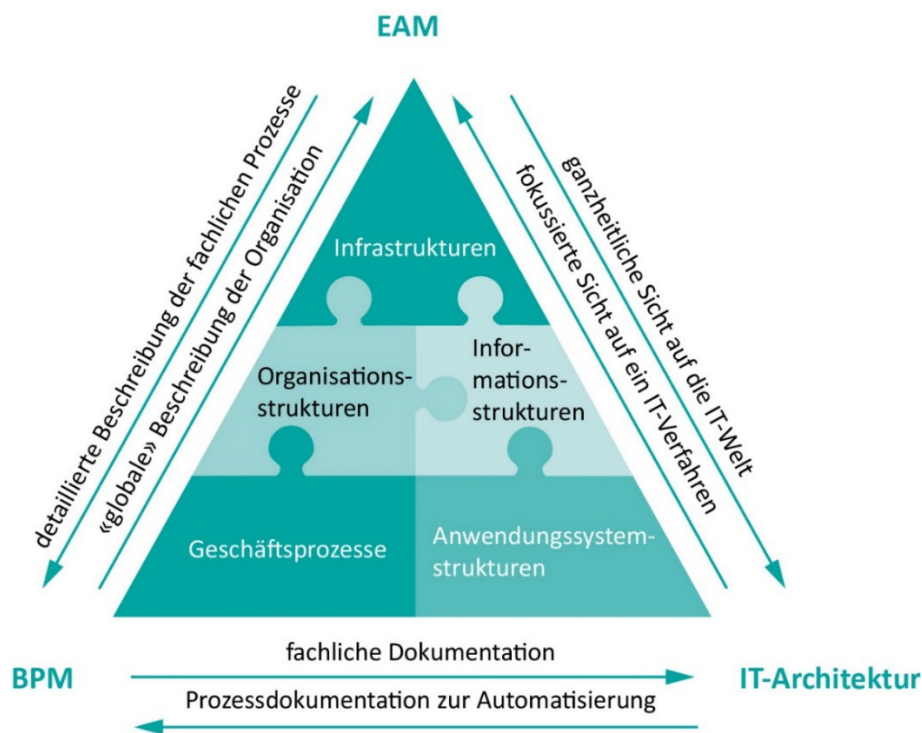 EAM
detaillierte Beschreibung der fachlichen Prozesse
«globale» Beschreibung der Organisation
fokussierte Sicht auf ein IT-Verfahren
ganzheitliche Sicht auf die IT-Welt
Infrastrukturen
Organisations-
strukturen
Infor-
mations-
strukturen
Geschäftsprozesse
Anwendungssystem-
strukturen
BPM
fachliche Dokumentation
Prozessdokumentation zur Automatisierung
IT-Architektur